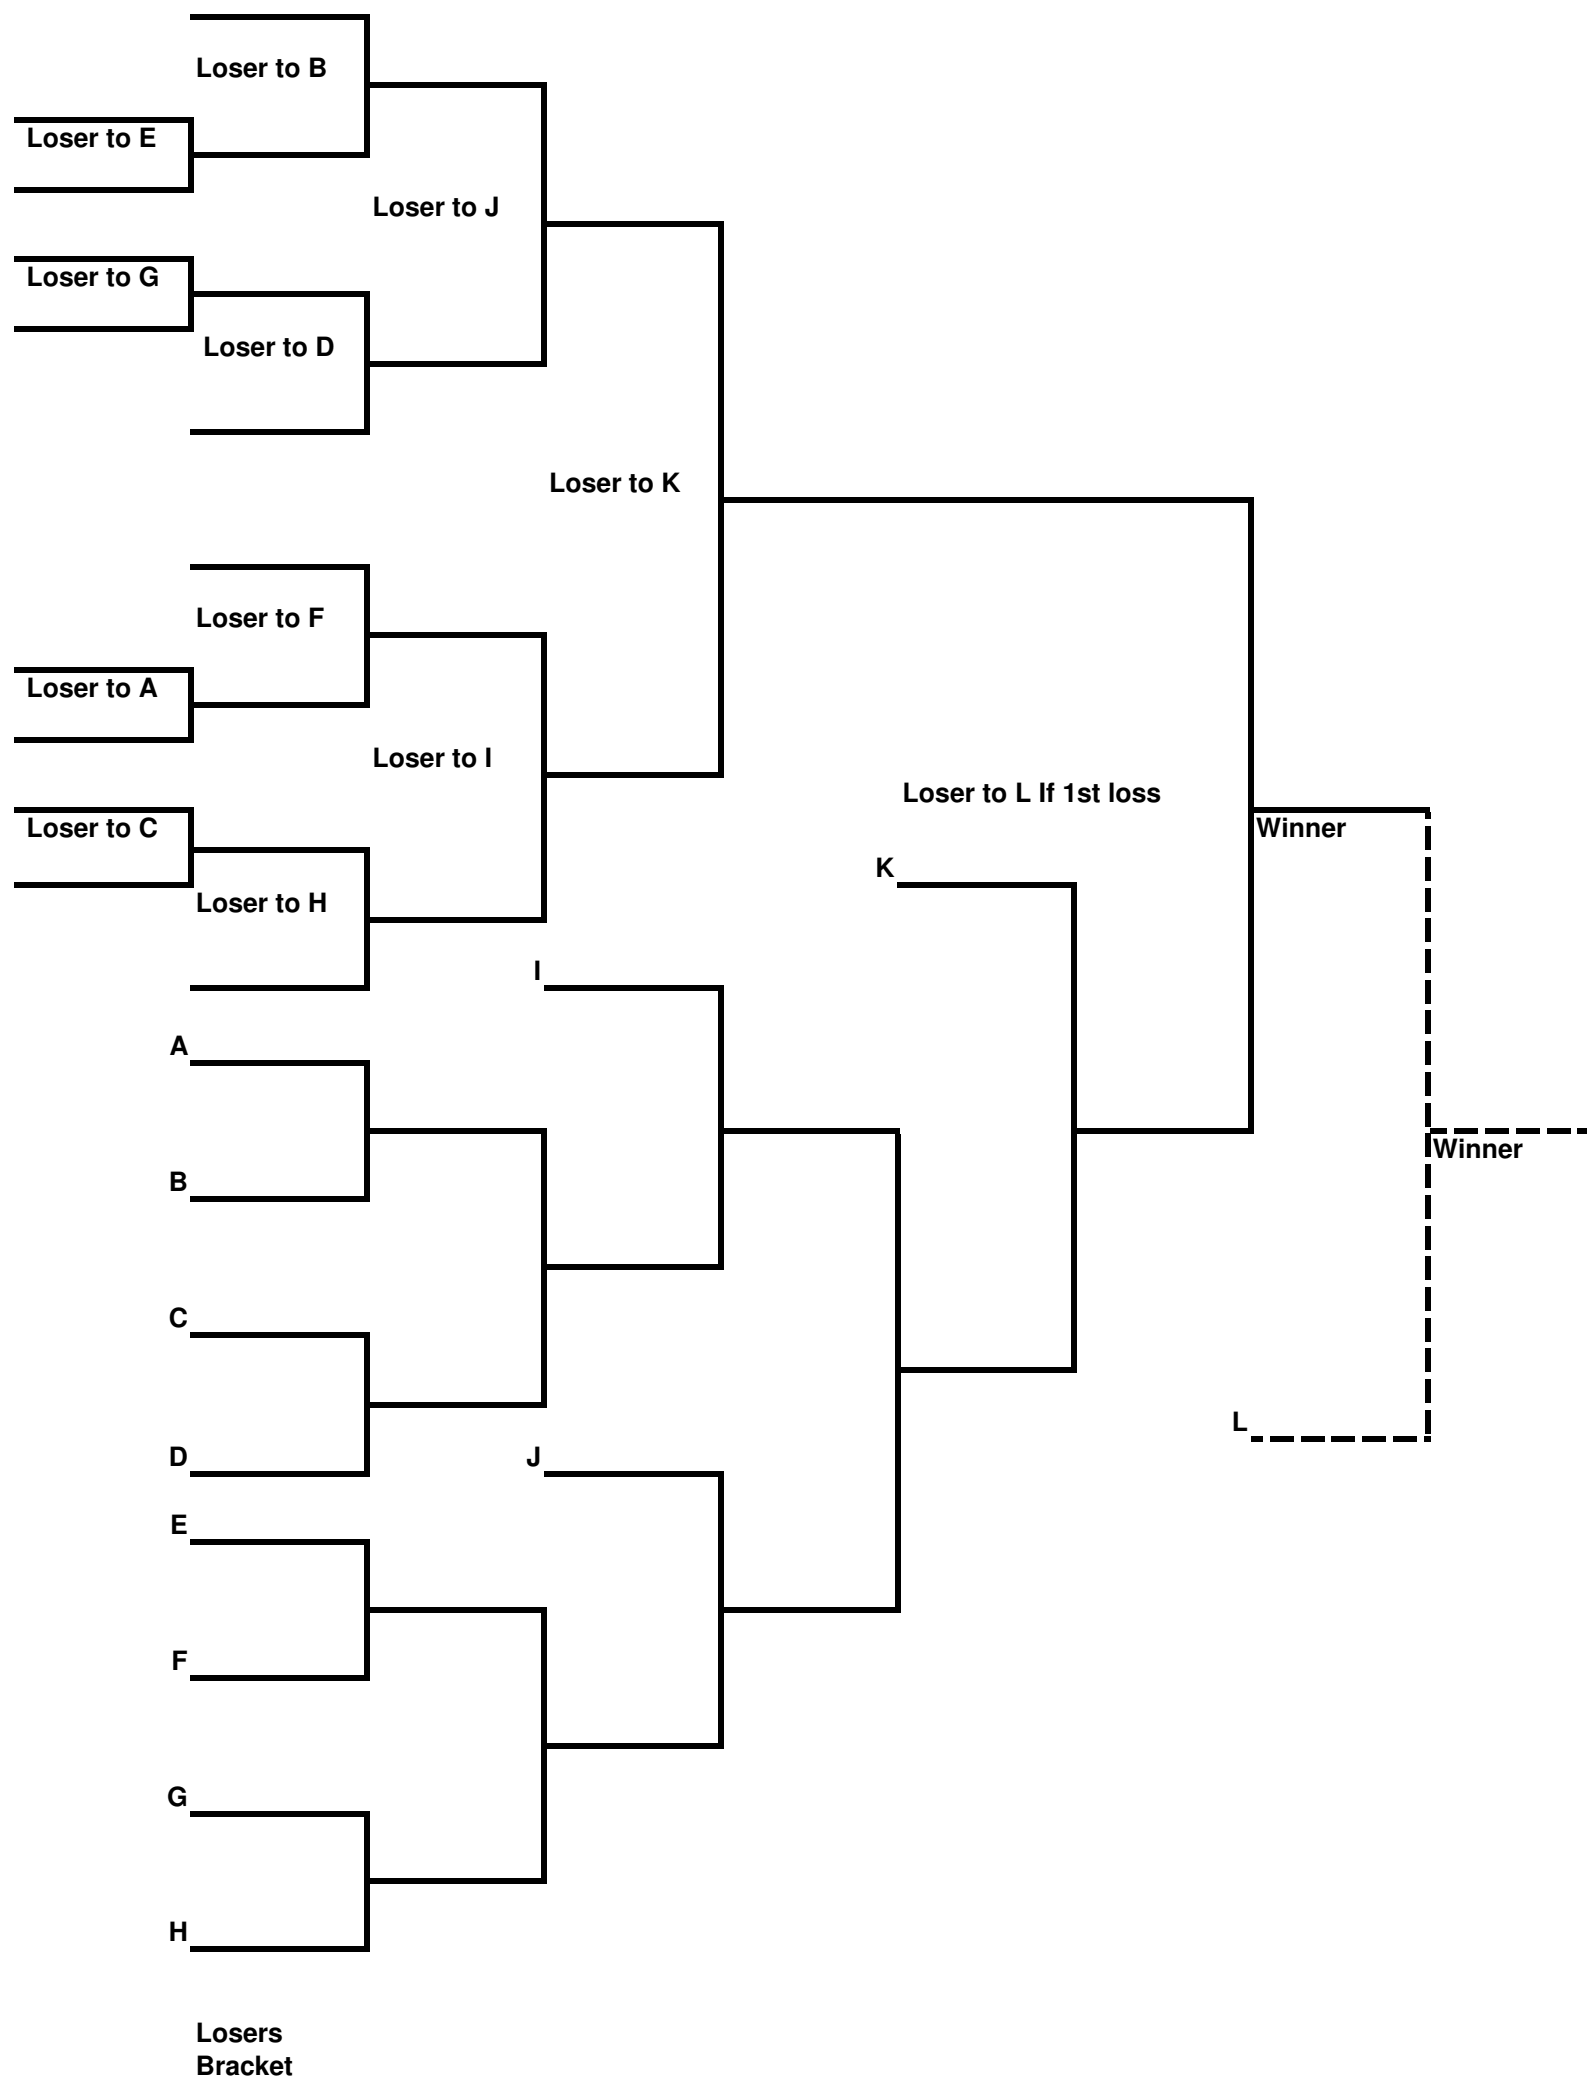 Loser to B
Loser to E
Loser to J
Loser to G
Loser to D
Loser to K
Loser to F
Loser to A
Loser to I
Loser to L If 1st loss
Loser to C
Winner
K
Loser to H
I
A
Winner
B
C
L
D
J
E
F
G
H
Losers
Bracket